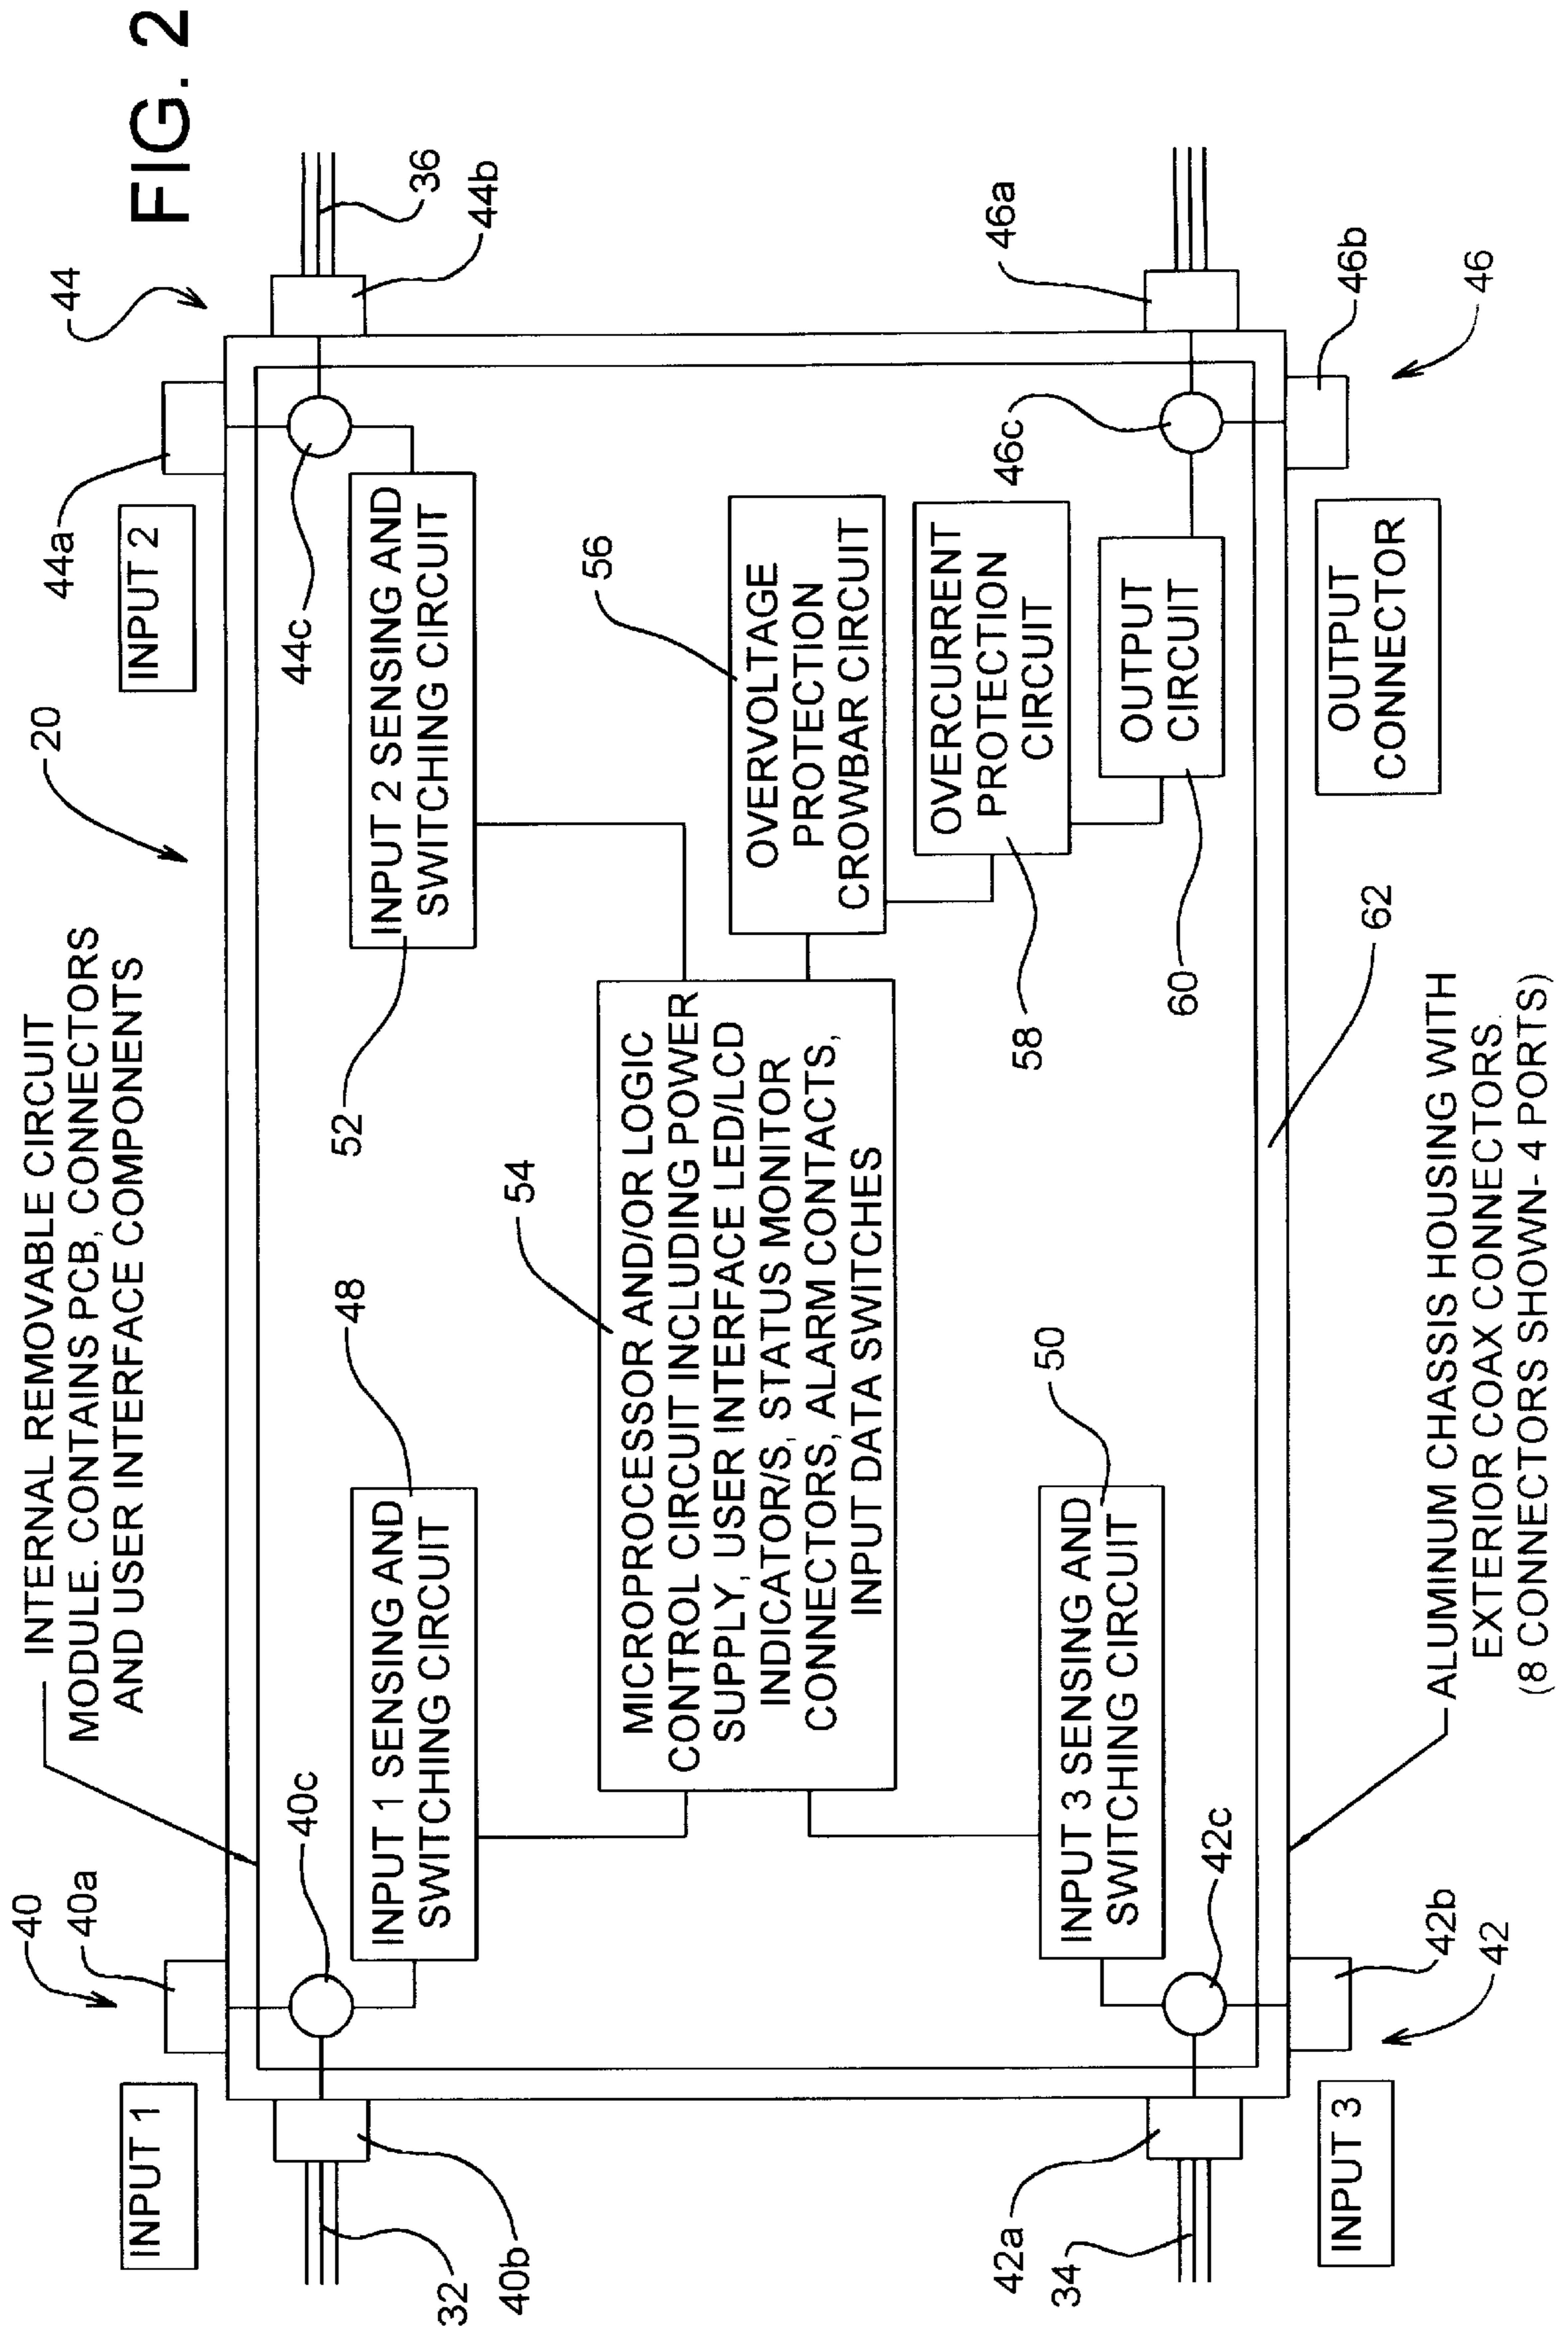 FIG. 2
INTERNAL REMOVABLE CIRCUIT
MODULE. CONTAINS PCB, CONNECTORS
AND USER INTERFACE COMPONENTS
20
40
40a
INPUT 1
44
44a
INPUT 2
36
44b
32
40b
40c
44c
INPUT 1 SENSING AND
SWITCHING CIRCUIT
48
INPUT 2 SENSING AND
SWITCHING CIRCUIT
52
54
MICROPROCESSOR AND/OR LOGIC
CONTROL CIRCUIT INCLUDING POWER
SUPPLY, USER INTERFACE LED/LCD
INDICATOR/S, STATUS MONITOR
CONNECTORS, ALARM CONTACTS,
INPUT DATA SWITCHES
56
OVERVOLTAGE
PROTECTION
CROWBAR CIRCUIT
OVERCURRENT
PROTECTION
CIRCUIT
58
OUTPUT
CIRCUIT
60
46a
46c
46b
46
OUTPUT
CONNECTOR
50
INPUT 3 SENSING AND
SWITCHING CIRCUIT
42a
34
42c
42b
42
INPUT 3
62
ALUMINUM CHASSIS HOUSING WITH
EXTERIOR COAX CONNECTORS.
(8 CONNECTORS SHOWN- 4 PORTS)